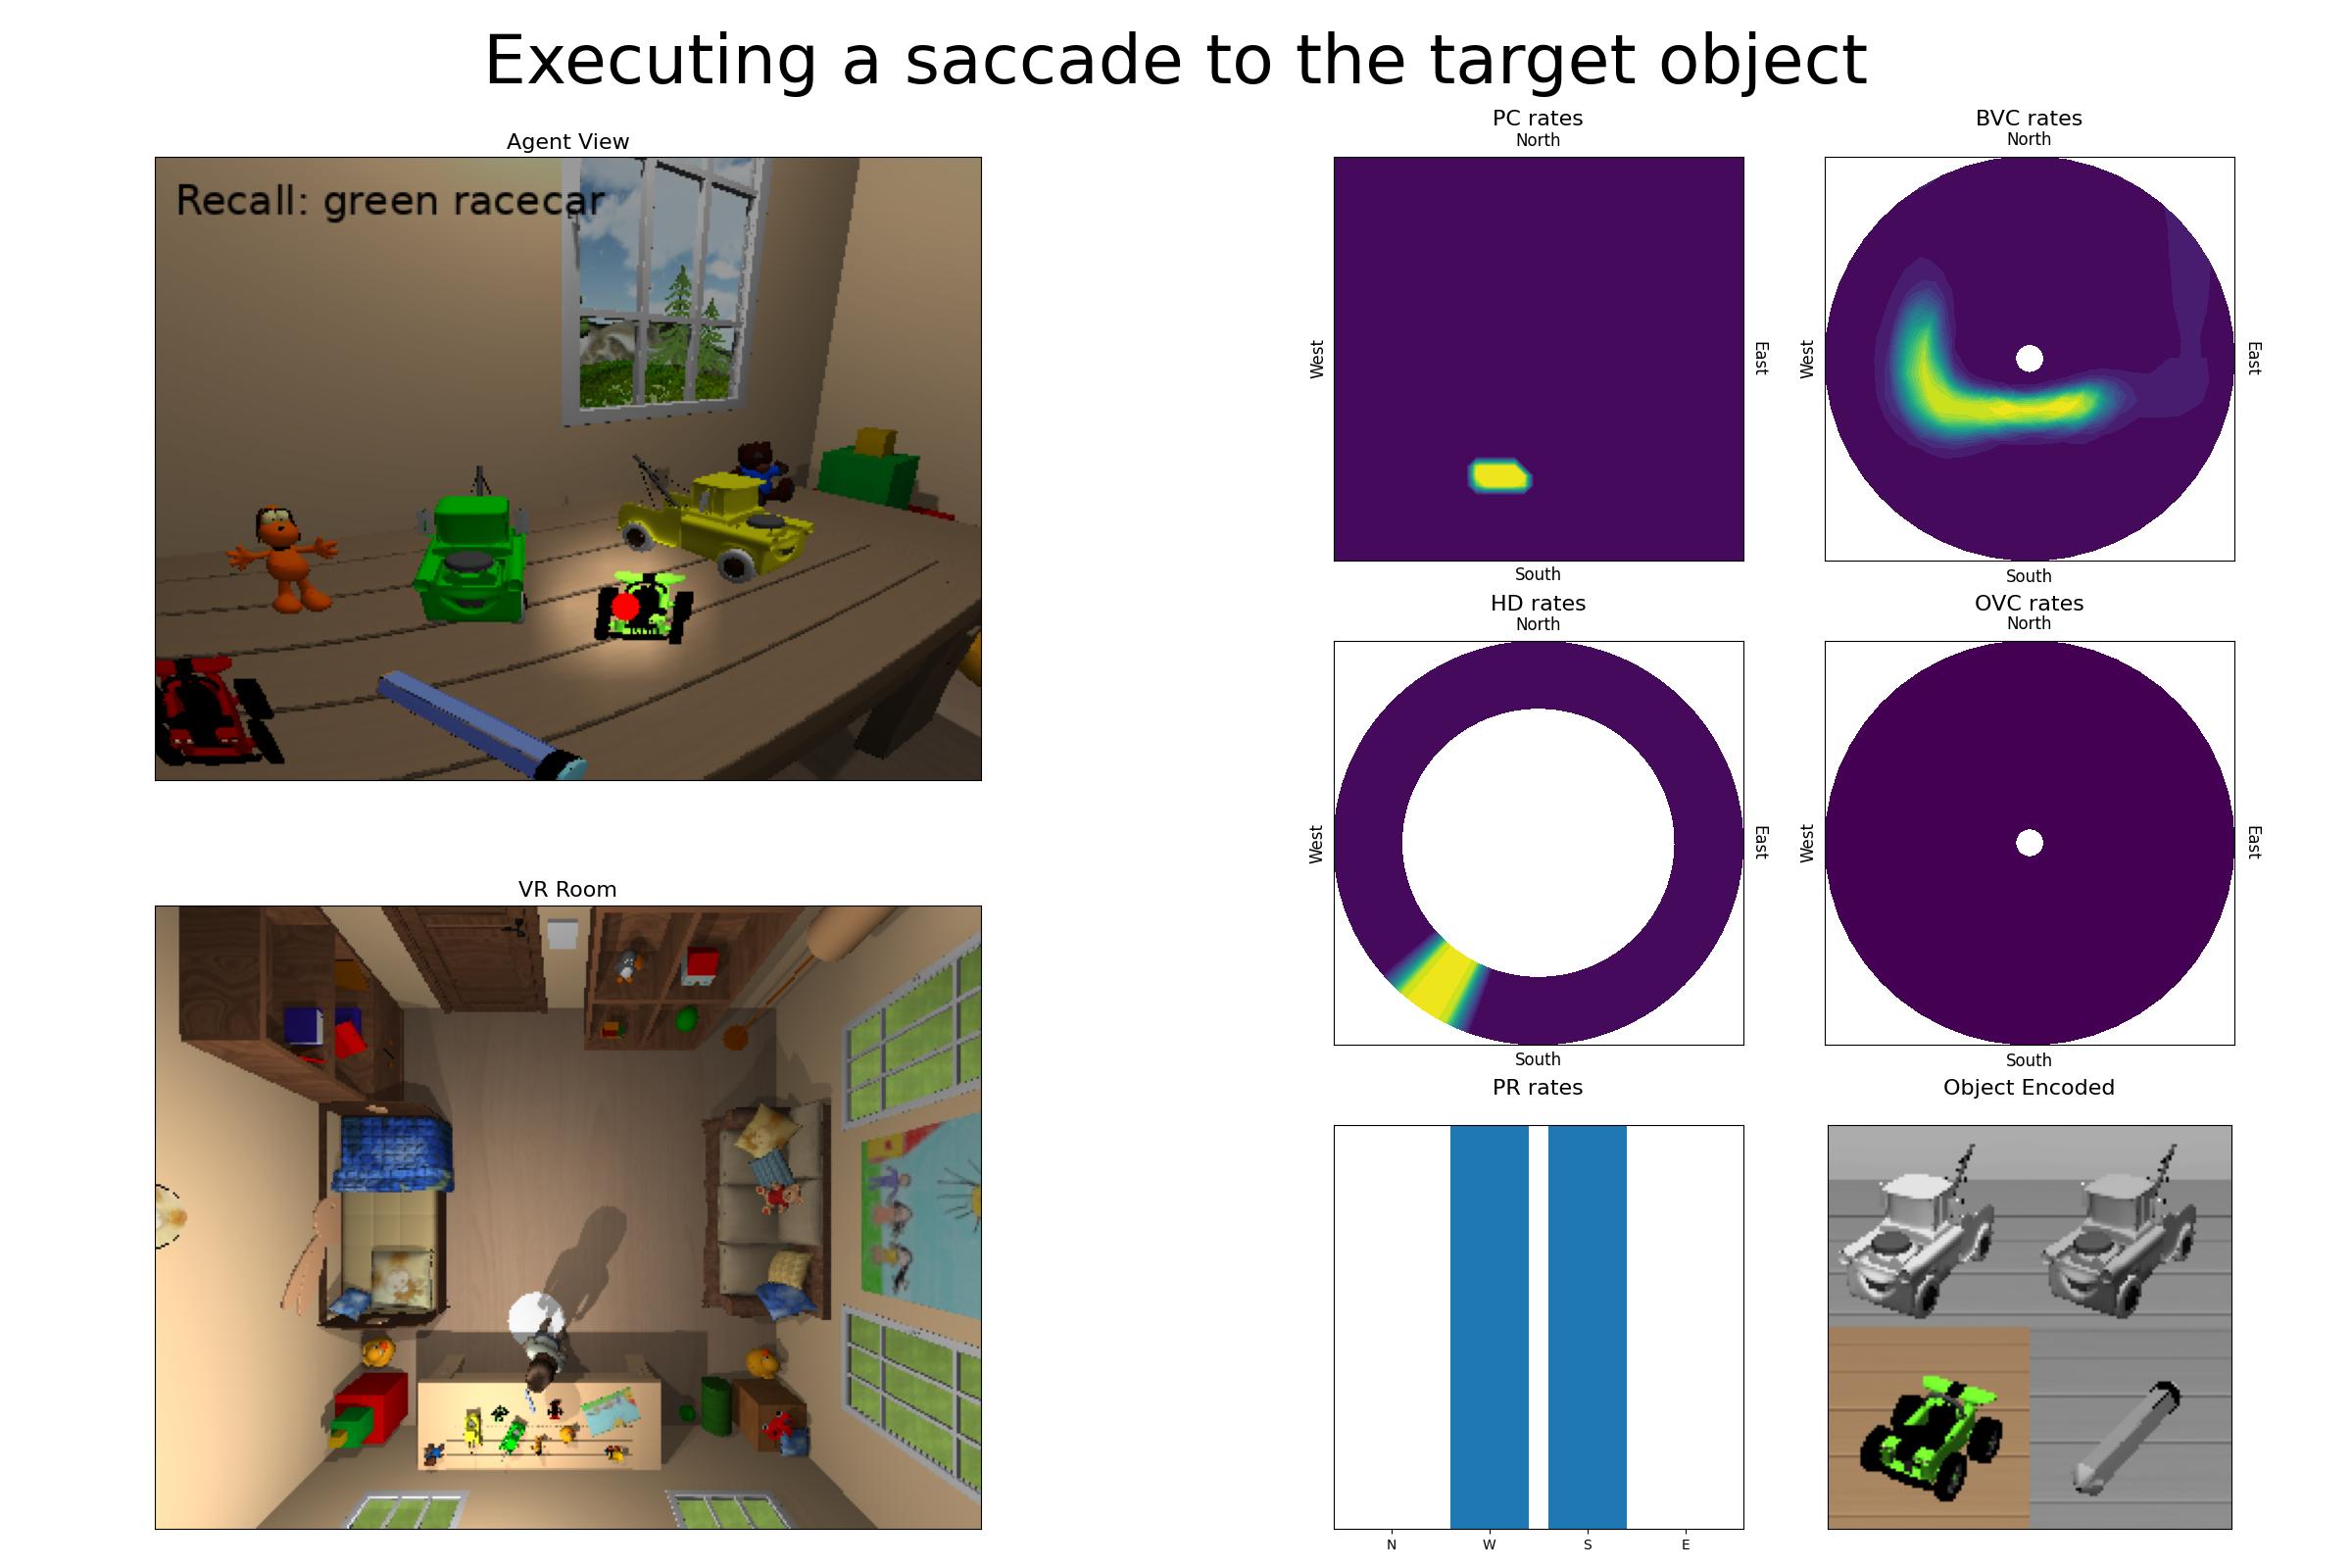 Executing a saccade to the target object
Agent View
Recall: green racecar
PC rates
North
West
East
South
BVC rates
North
West
East
South
HD rates
North
West
East
South
OVC rates
North
West
East
South
VR Room
PR rates
N W S E
Object Encoded